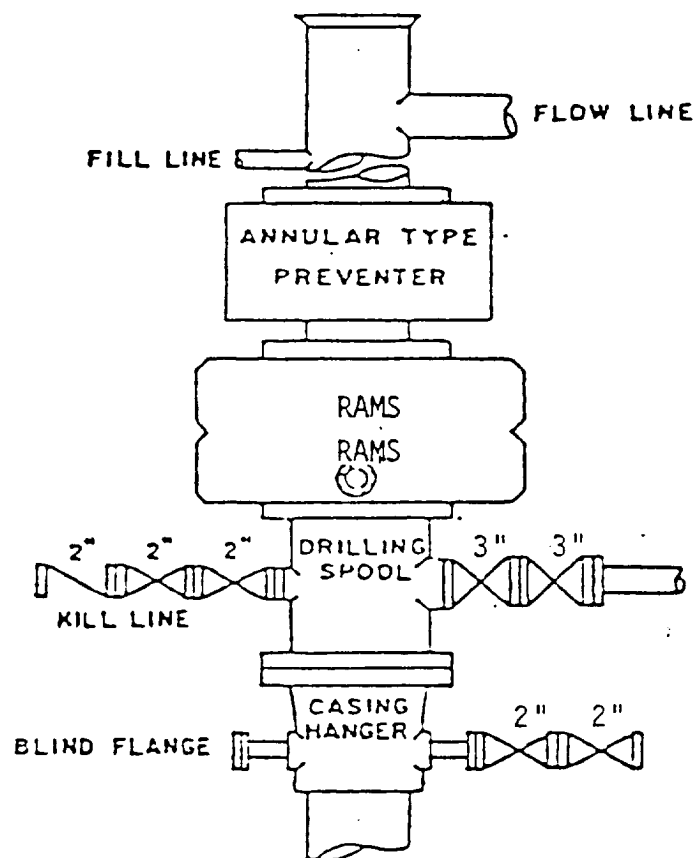 FLOW LINE
FILL LINE
ANNULAR TYPE
PREVENTER
RAMS
RAMS
2" 2" 2"
DRILLING
SPOOL
3" 3"
KILL LINE
CASING
HANGER
2" 2"
BLIND FLANGE